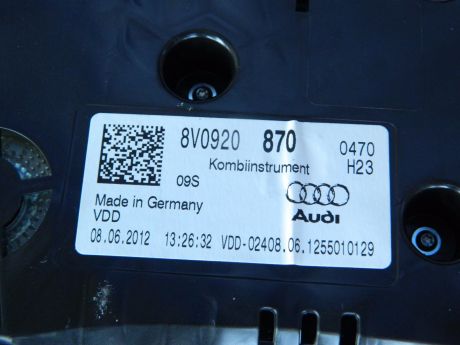 8V0920 870 0470
Kombiinstrument H23
09S
Made in Germany
VDD
Audi
08.06.2012 13:26:32 VDD-02408.06.1255010129